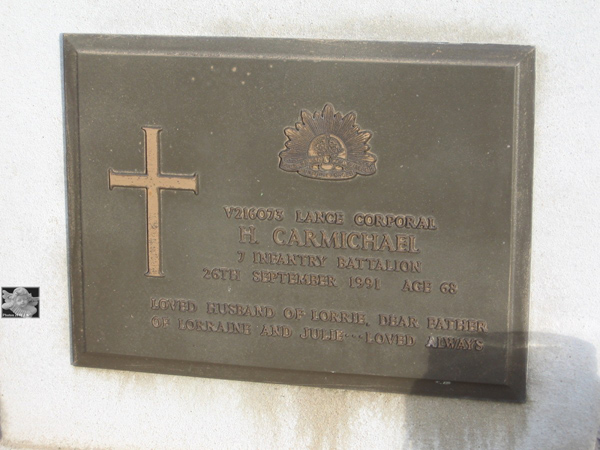 V216073 LANCE CORPORAL
H. CARMICHAEL
7 INFANTRY BATTALION
26TH SEPTEMBER 1991 AGE 68
LOVED HUSBAND OF LORRIE, DEAR FATHER
OF LORRAINE AND JULIE...LOVED ALWAYS